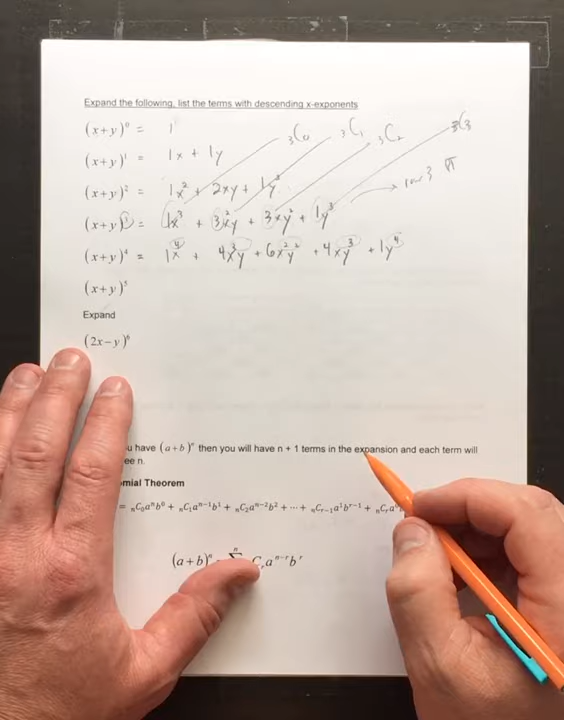 Expand the following, list the terms with descending x-exponents
(x+y)⁰ = 1
₃C₀ ₃C₁ ₃C₂ ₃C₃
(x+y)¹ = 1x + 1y
(x+y)² = 1x² + 2xy + 1y²
→ row 3
(x+y)³ = 1x³ + 3x²y + 3xy² + 1y³
(x+y)⁴ = 1x⁴ + 4x³y + 6x²y² + 4xy³ + 1y⁴
(x+y)⁵
Expand
(2x−y)⁶
u have (a+b)ⁿ then you will have n + 1 terms in the expansion and each term will
ee n.
mial Theorem
= ₙC₀aⁿb⁰ + ₙC₁aⁿ⁻¹b¹ + ₙC₂aⁿ⁻²b² + ⋯ + ₙCᵣ₋₁a¹bʳ⁻¹ + ₙCᵣa⁰
(a+b)ⁿ = n Cᵣaⁿ⁻ʳbʳ